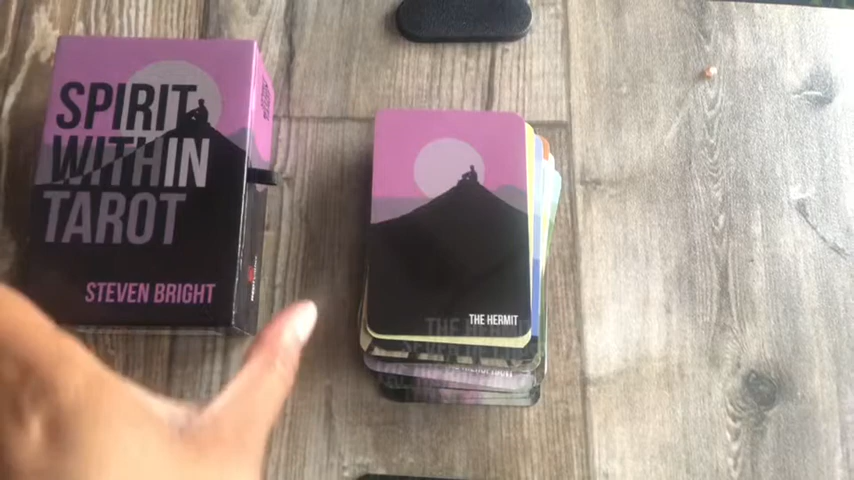 SPIRIT
WITHIN
TAROT
STEVEN BRIGHT
THE HERMIT